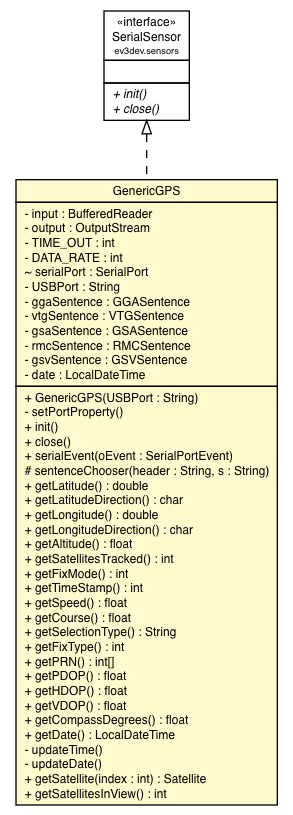 «interface»
SerialSensor
ev3dev.sensors
+ init()
+ close()
GenericGPS
- input : BufferedReader
- output : OutputStream
- TIME_OUT : int
- DATA_RATE : int
~ serialPort : SerialPort
- USBPort : String
- ggaSentence : GGASentence
- vtgSentence : VTGSentence
- gsaSentence : GSASentence
- rmcSentence : RMCSentence
- gsvSentence : GSVSentence
- date : LocalDateTime
+ GenericGPS(USBPort : String)
- setPortProperty()
+ init()
+ close()
+ serialEvent(oEvent : SerialPortEvent)
# sentenceChooser(header : String, s : String)
+ getLatitude() : double
+ getLatitudeDirection() : char
+ getLongitude() : double
+ getLongitudeDirection() : char
+ getAltitude() : float
+ getSatellitesTracked() : int
+ getFixMode() : int
+ getTimeStamp() : int
+ getSpeed() : float
+ getCourse() : float
+ getSelectionType() : String
+ getFixType() : int
+ getPRN() : int[]
+ getPDOP() : float
+ getHDOP() : float
+ getVDOP() : float
+ getCompassDegrees() : float
+ getDate() : LocalDateTime
- updateTime()
- updateDate()
+ getSatellite(index : int) : Satellite
+ getSatellitesInView() : int